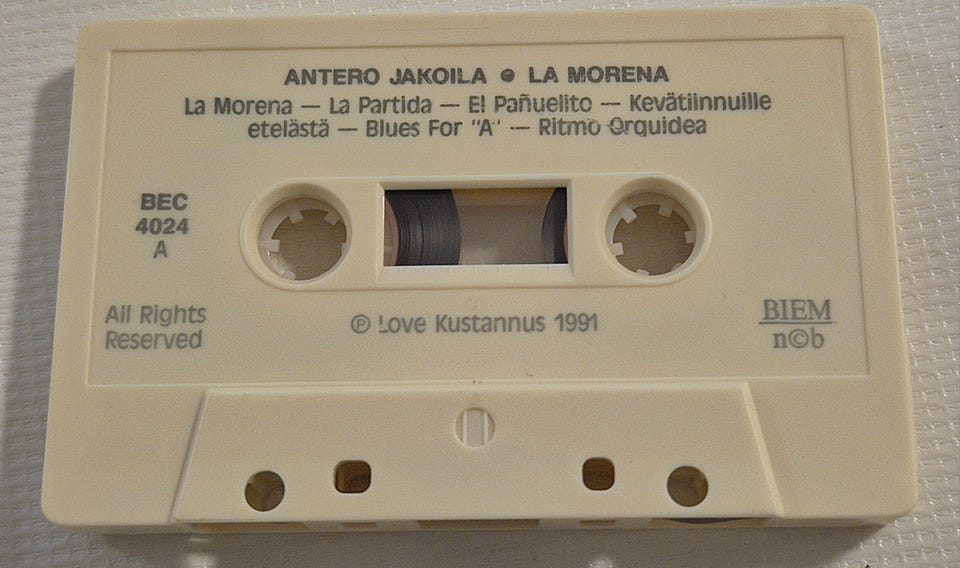 ANTERO JAKOILA ● LA MORENA
La Morena — La Partida — El Pañuelito — Kevätlinnuille
etelästä — Blues For "A" — Ritmo Orquidea
BEC
4024
A
All Rights
Reserved
℗ Love Kustannus 1991
BIEM
n©b